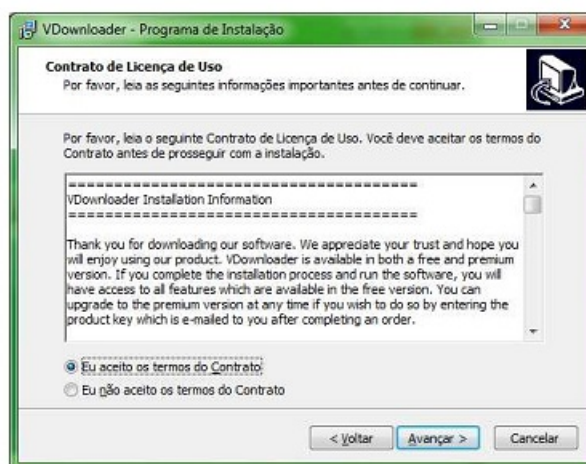 VDownloader - Programa de Instalação
Contrato de Licença de Uso
Por favor, leia as seguintes informações importantes antes de continuar.
Por favor, leia o seguinte Contrato de Licença de Uso. Você deve aceitar os termos do
Contrato antes de prosseguir com a instalação.
========================================
VDownloader Installation Information
========================================
Thank you for downloading our software. We appreciate your trust and hope you
will enjoy using our product. VDownloader is available in both a free and premium
version. If you complete the installation process and run the software, you will
have access to all features which are available in the free version. You can
upgrade to the premium version at any time if you wish to do so by entering the
product key which is e-mailed to you after completing an order.
Eu aceito os termos do Contrato
Eu não aceito os termos do Contrato
< Voltar Avançar > Cancelar